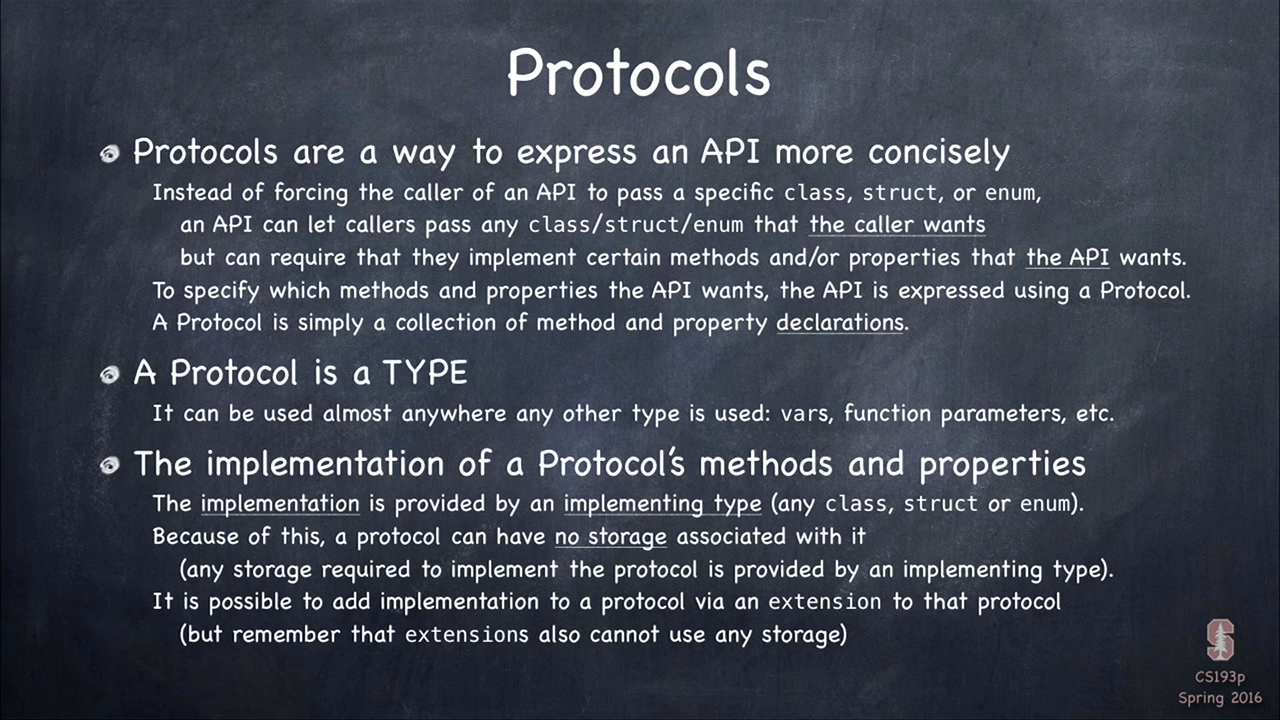 Protocols
Protocols are a way to express an API more concisely
Instead of forcing the caller of an API to pass a specific class, struct, or enum,
an API can let callers pass any class/struct/enum that the caller wants
but can require that they implement certain methods and/or properties that the API wants.
To specify which methods and properties the API wants, the API is expressed using a Protocol.
A Protocol is simply a collection of method and property declarations.
A Protocol is a TYPE
It can be used almost anywhere any other type is used: vars, function parameters, etc.
The implementation of a Protocol’s methods and properties
The implementation is provided by an implementing type (any class, struct or enum).
Because of this, a protocol can have no storage associated with it
(any storage required to implement the protocol is provided by an implementing type).
It is possible to add implementation to a protocol via an extension to that protocol
(but remember that extensions also cannot use any storage)
S
CS193p
Spring 2016